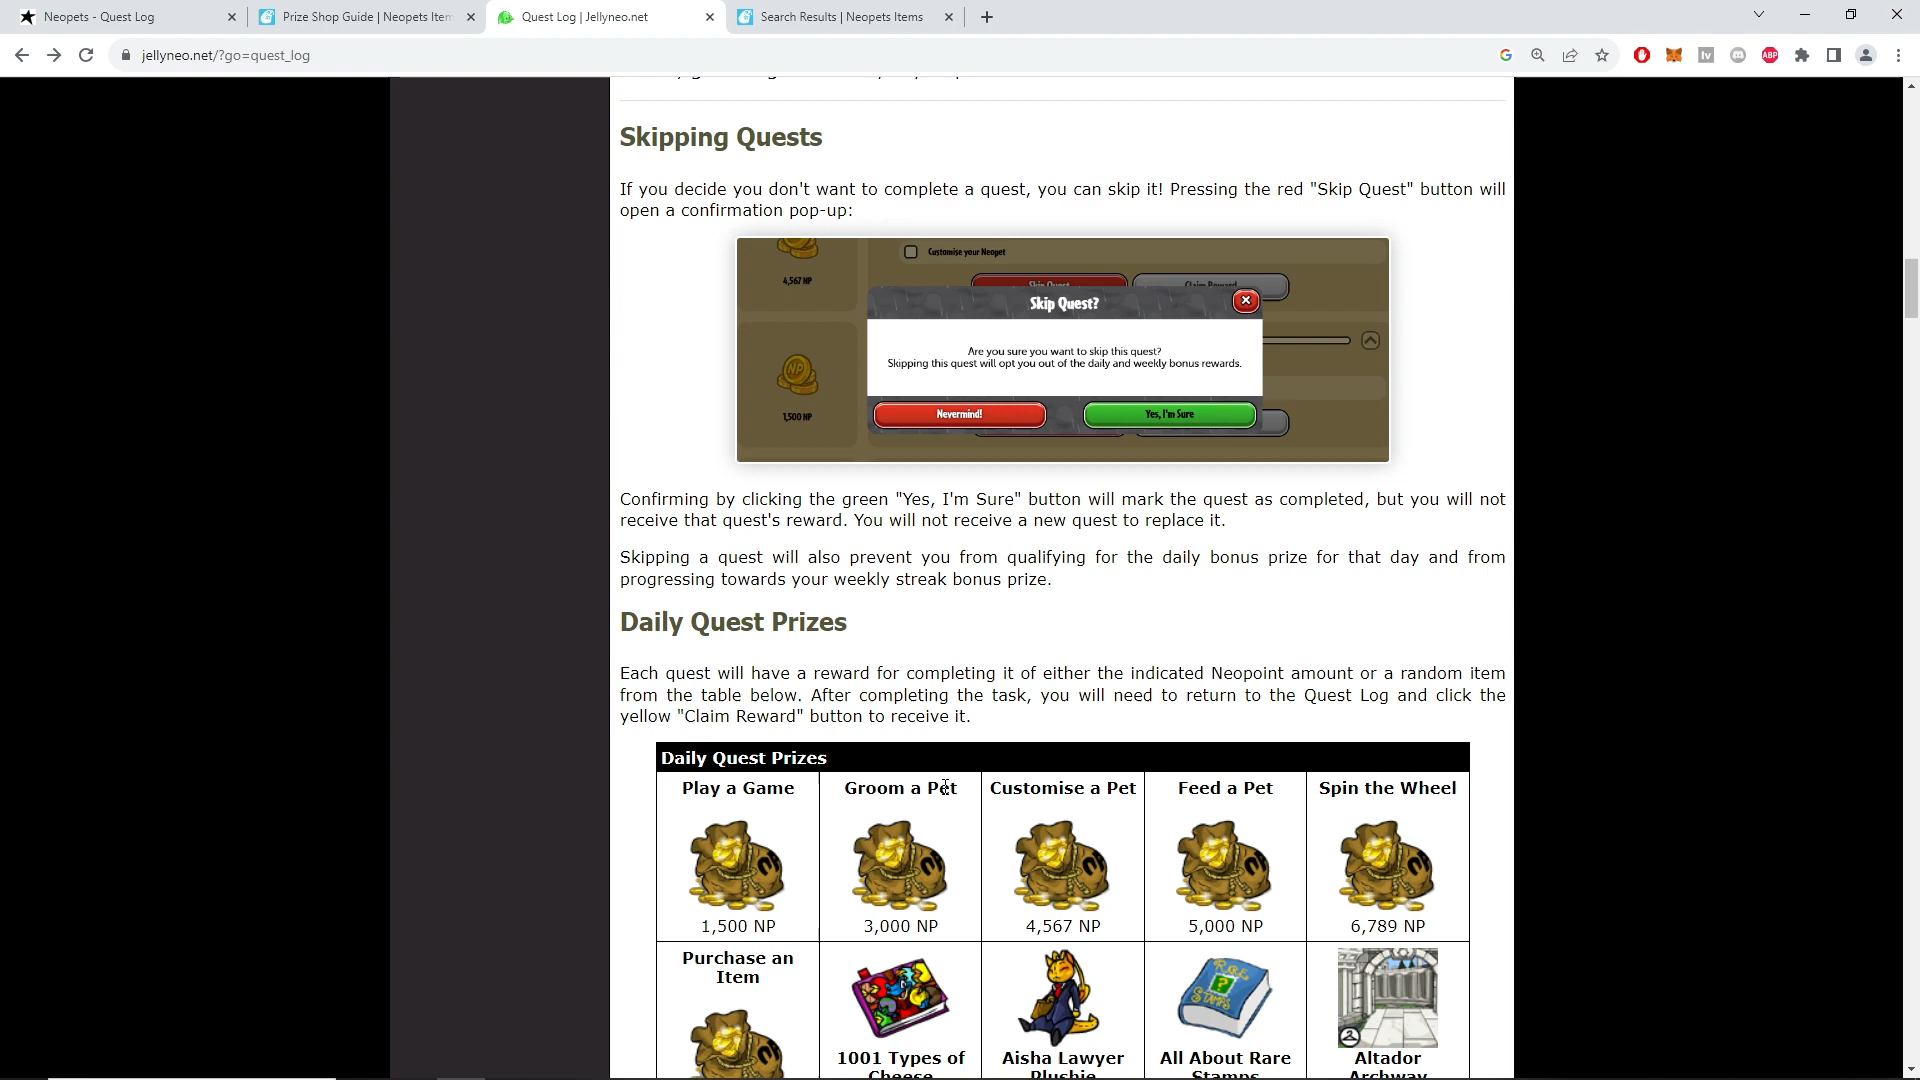 Neopets - Quest Log
Prize Shop Guide | Neopets Item
Quest Log | Jellyneo.net
Search Results | Neopets Items
jellyneo.net/?go=quest_log
Skipping Quests
If you decide you don't want to complete a quest, you can skip it! Pressing the red "Skip Quest" button will
open a confirmation pop-up:
Customise your Neopet
4,567 NP
Skip Quest
Claim Reward
Skip Quest?
Are you sure you want to skip this quest?
Skipping this quest will opt you out of the daily and weekly bonus rewards.
NP
1,500 NP
Nevermind!
Yes, I'm Sure
Confirming by clicking the green "Yes, I'm Sure" button will mark the quest as completed, but you will not
receive that quest's reward. You will not receive a new quest to replace it.
Skipping a quest will also prevent you from qualifying for the daily bonus prize for that day and from
progressing towards your weekly streak bonus prize.
Daily Quest Prizes
Each quest will have a reward for completing it of either the indicated Neopoint amount or a random item
from the table below. After completing the task, you will need to return to the Quest Log and click the
yellow "Claim Reward" button to receive it.
Daily Quest Prizes
Play a Game
Groom a Pet
Customise a Pet
Feed a Pet
Spin the Wheel
1,500 NP
3,000 NP
4,567 NP
5,000 NP
6,789 NP
Purchase an
Item
R.G.E.
?
STAMPS
1001 Types of
Cheese
Aisha Lawyer
Plushie
All About Rare
Stamps
Altador
Archway